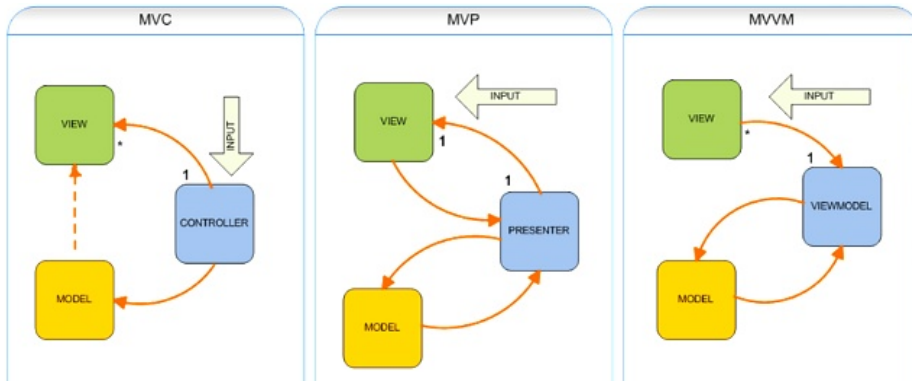 MVC
VIEW
*
INPUT
1
CONTROLLER
MODEL
MVP
INPUT
VIEW
1
1
PRESENTER
MODEL
MVVM
INPUT
VIEW
*
1
VIEWMODEL
MODEL